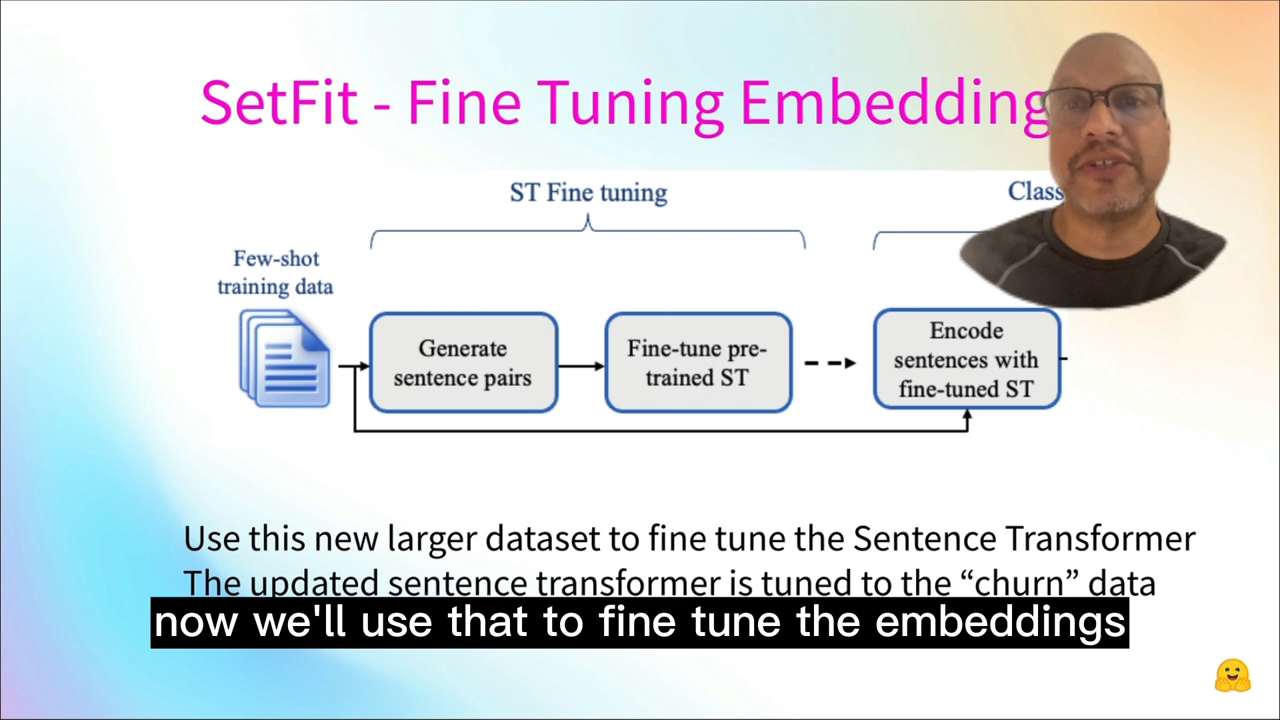 SetFit - Fine Tuning Embedding
ST Fine tuning
Class
Few-shot
training data
Generate
sentence pairs
Fine-tune pre-
trained ST
Encode
sentences with
fine-tuned ST
Use this new larger dataset to fine tune the Sentence Transformer
The updated sentence transformer is tuned to the “churn” data
now we'll use that to fine tune the embeddings